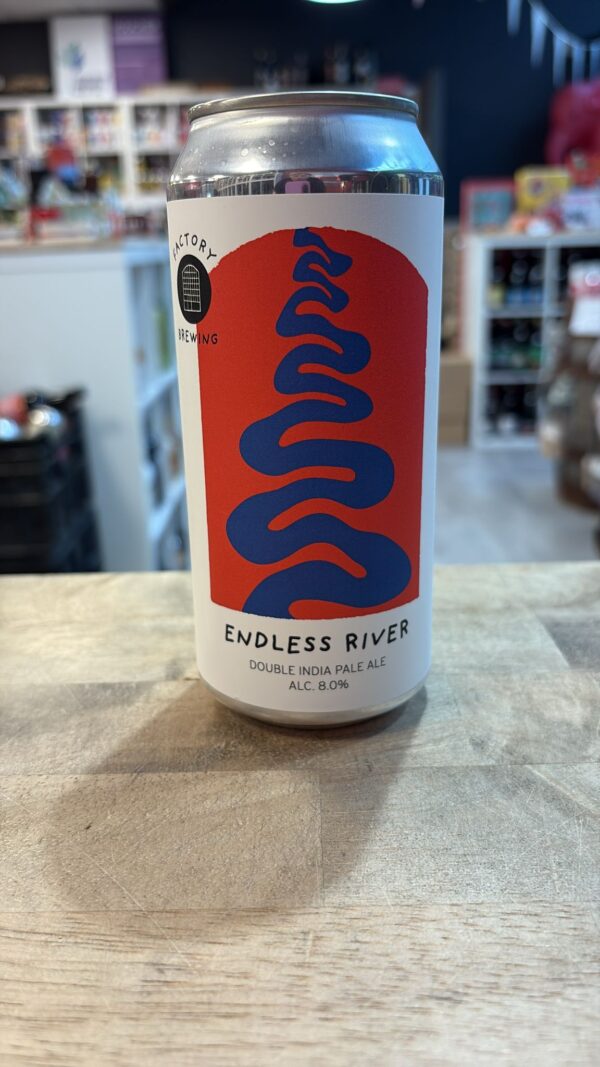 FACTORY
BREWING
ENDLESS RIVER
DOUBLE INDIA PALE ALE
ALC. 8.0%